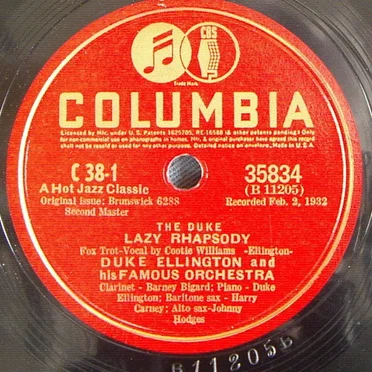 CBS
Trade Mark
COLUMBIA
Licensed by Mfr. under U.S. Patents 1625705, RE-16588 & other patents pending) Only
for non-commercial use on phonographs in homes. Mfr. & original purchaser have agreed this record
shall not be resold or used for any other purpose. Detailed notice on envelope. Made in U.S.A.
C 38-1 35834
A Hot Jazz Classic (B 11205)
Original issue: Brunswick 6288 Recorded Feb. 2, 1932
Second Master
THE DUKE
LAZY RHAPSODY
Fox Trot-Vocal by Cootie Williams -Ellington-
DUKE ELLINGTON and
his FAMOUS ORCHESTRA
Clarinet - Barney Bigard; Piano - Duke
Ellington; Baritone sax - Harry
Carney; Alto sax-Johnny
Hodges
B11205B